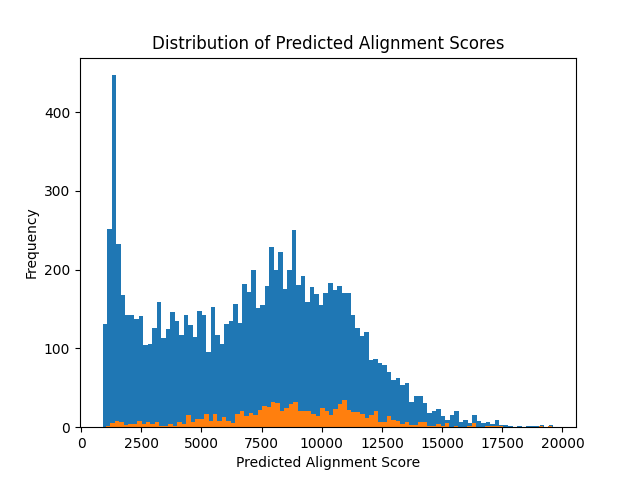 Distribution of Predicted Alignment Scores
Frequency
400
300
200
100
0
0 2500 5000 7500 10000 12500 15000 17500 20000
Predicted Alignment Score